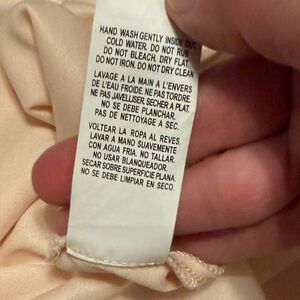 HAND WASH GENTLY INSIDE OUT
COLD WATER. DO NOT RUB
DO NOT BLEACH. DRY FLAT.
DO NOT IRON. DO NOT DRY CLEAN
LAVAGE A LA MAIN A L'ENVERS
DE L'EAU FROIDE. NE PAS TORDRE.
NE PAS JAVELLISER. SECHER A PLAT.
NO SE DEBE PLANCHAR.
PAS DE NETTOYAGE A SEC.
VOLTEAR LA ROPA AL REVES.
LAVAR A MANO SUAVEMENTE
CON AGUA FRIA. NO TALLAR.
NO USAR BLANQUEADOR.
SECAR SOBRE SUPERFICIE PLANA.
NO SE DEBE LIMPIAR EN SECO.